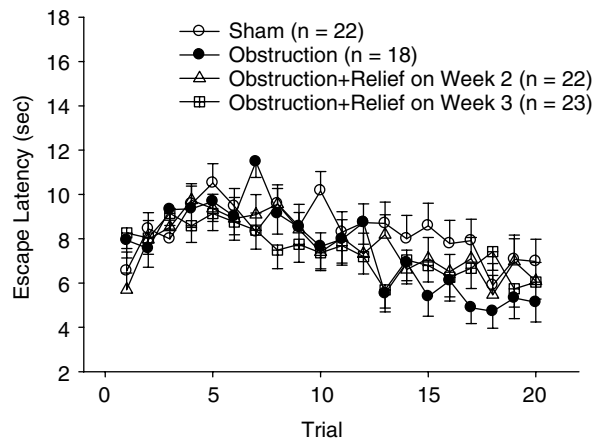 Sham (n = 22)
Obstruction (n = 18)
Obstruction+Relief on Week 2 (n = 22)
Obstruction+Relief on Week 3 (n = 23)
Escape Latency (sec)
18
16
14
12
10
8
6
4
2
0 5 10 15 20
Trial